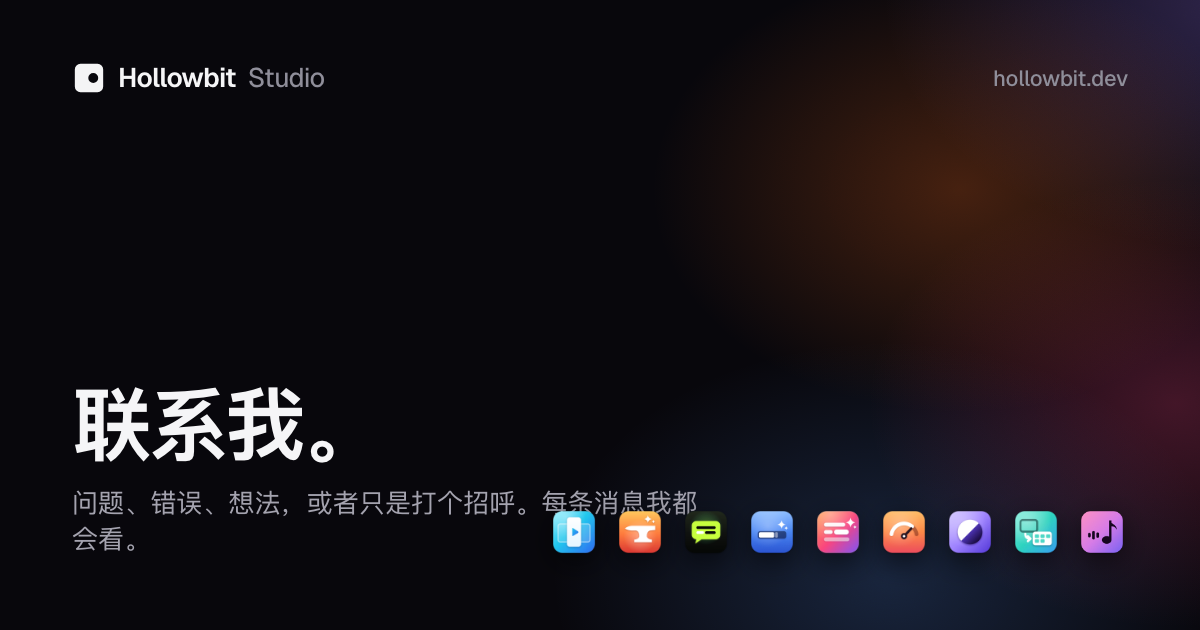 Hollowbit Studio
hollowbit.dev
联系我。
问题、错误、想法，或者只是打个招呼。每条消息我都
会看。